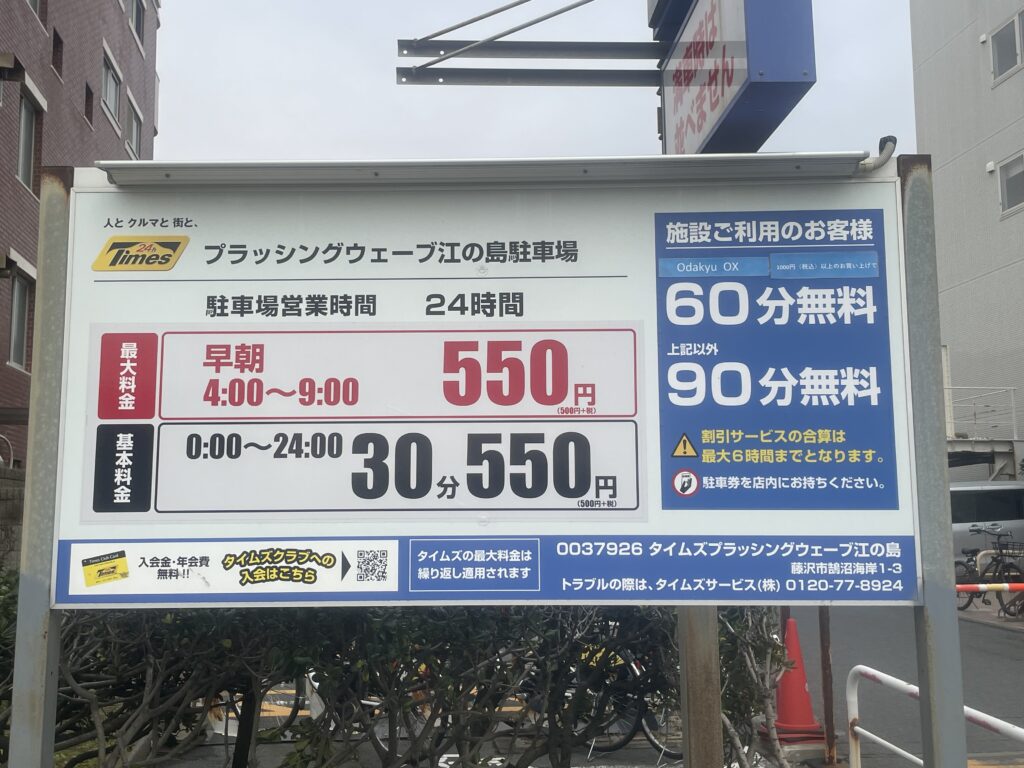 満車時は
並べません
人と クルマと 街と、
24h
Times
プラッシングウェーブ江の島駐車場
駐車場営業時間 24時間
最大料金
早朝
4:00〜9:00
550円
(500円+税)
基本料金
0:00〜24:00
30分 550円
(500円+税)
施設ご利用のお客様
Odakyu OX
1000円（税込）以上のお買い上げで
60分無料
上記以外
90分無料
割引サービスの合算は
最大6時間までとなります。
駐車券を店内にお持ちください。
Times Club Card
入会金・年会費
無料!!
タイムズクラブへの
入会はこちら
タイムズの最大料金は
繰り返し適用されます
0037926 タイムズプラッシングウェーブ江の島
藤沢市鵠沼海岸1-3
トラブルの際は、タイムズサービス(株) 0120-77-8924